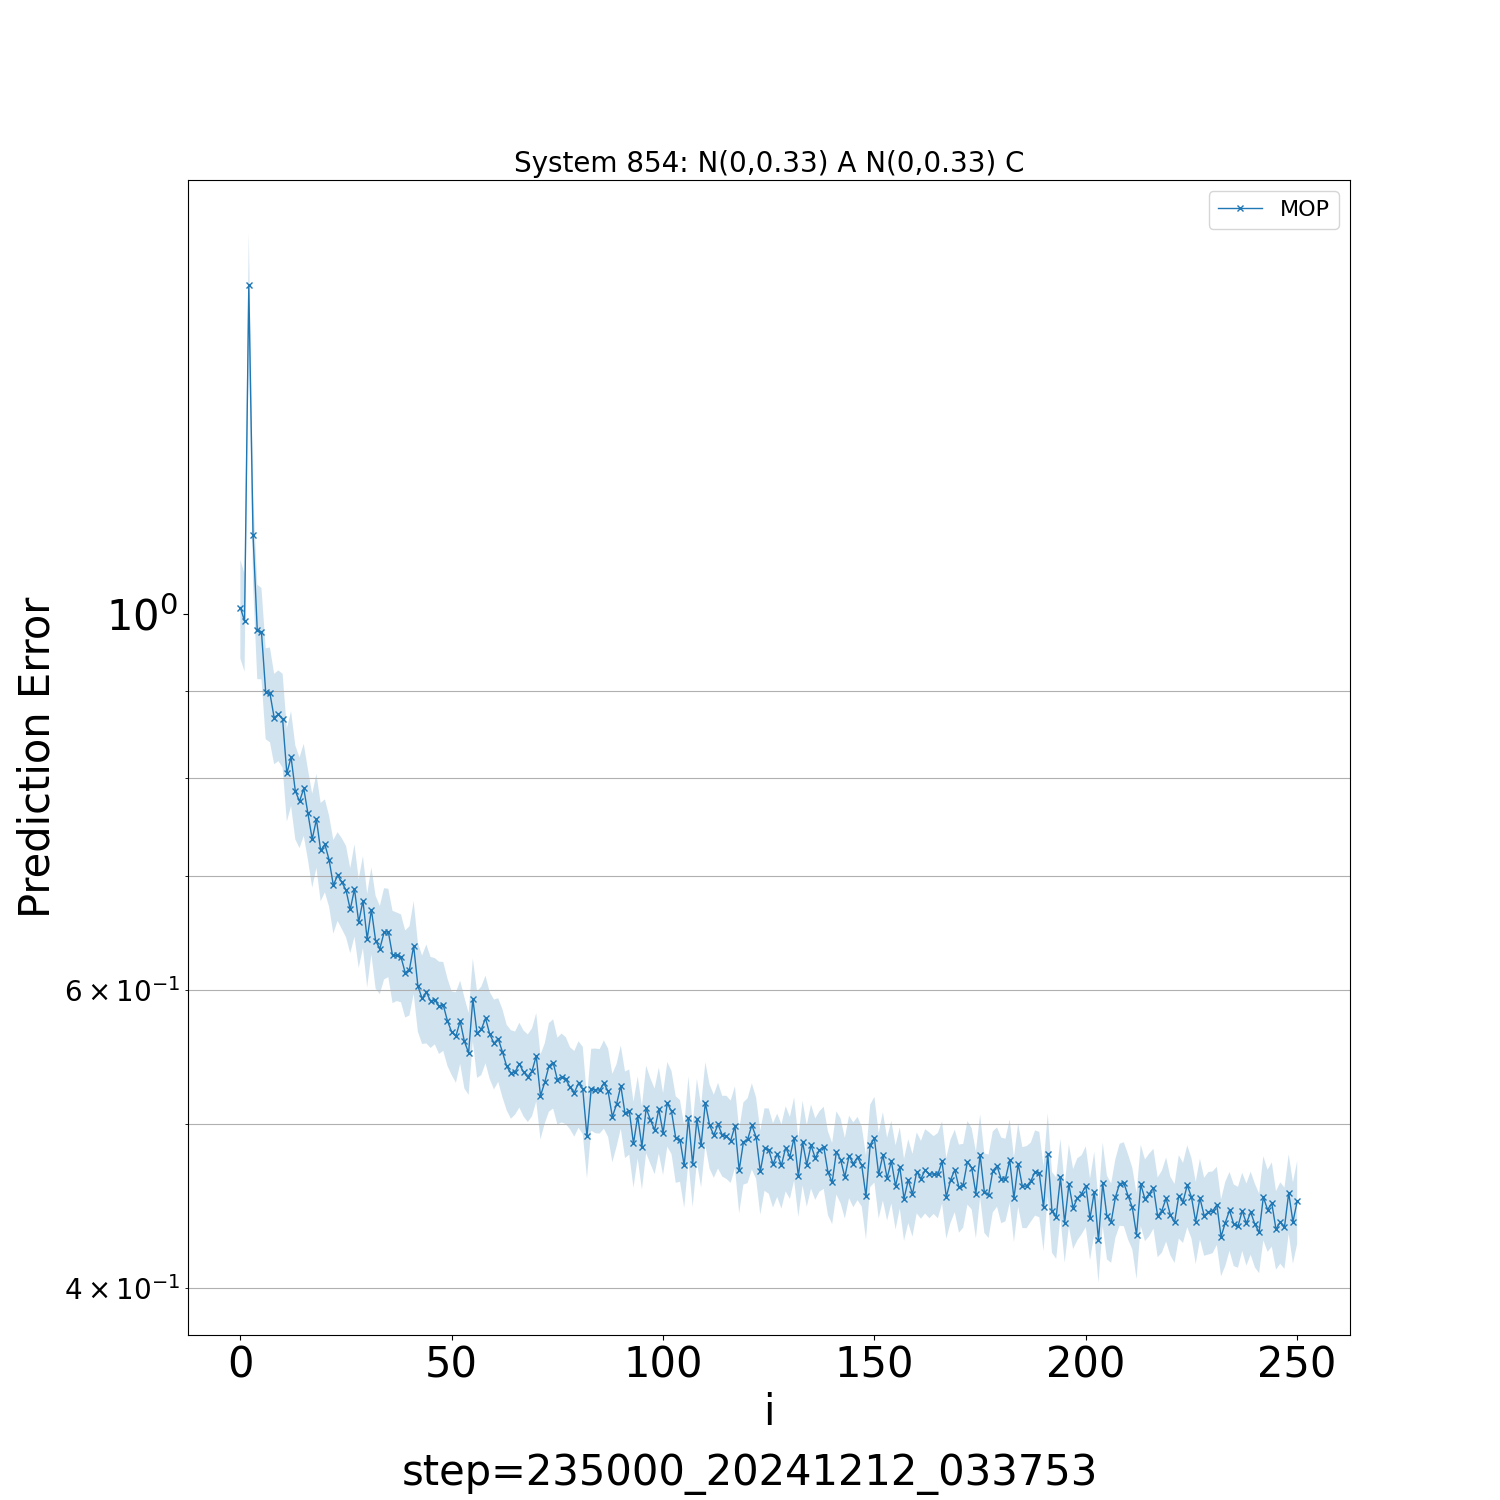 System 854: N(0,0.33) A N(0,0.33) C
MOP
Prediction Error
10⁰
6 × 10⁻¹
4 × 10⁻¹
0 50 100 150 200 250
i
step=235000_20241212_033753